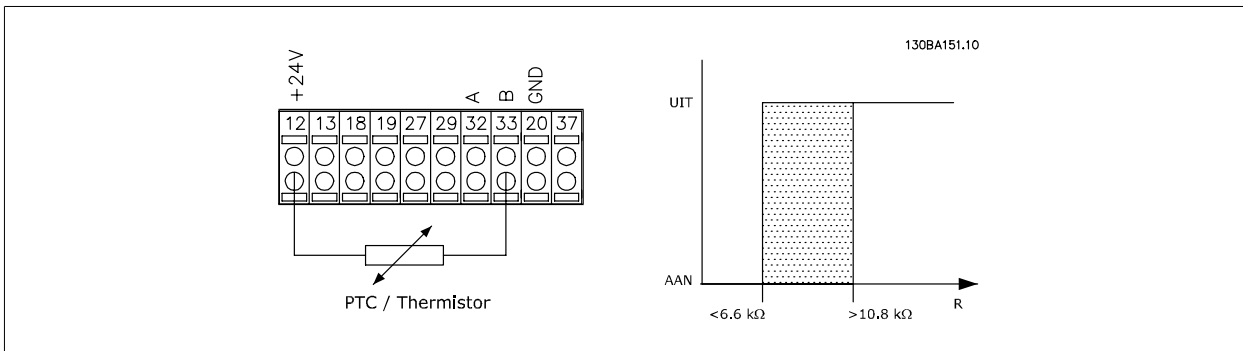 130BA151.10
+24V
A
B
GND
12 13 18 19 27 29 32 33 20 37
PTC / Thermistor
UIT
AAN
<6.6 kΩ
>10.8 kΩ
R